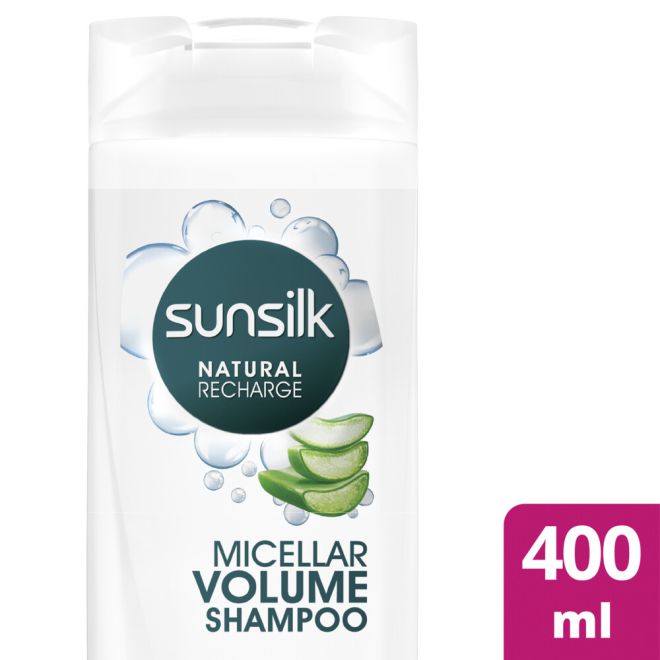 sunsilk
NATURAL
RECHARGE
MICELLAR
VOLUME
SHAMPOO
400
ml